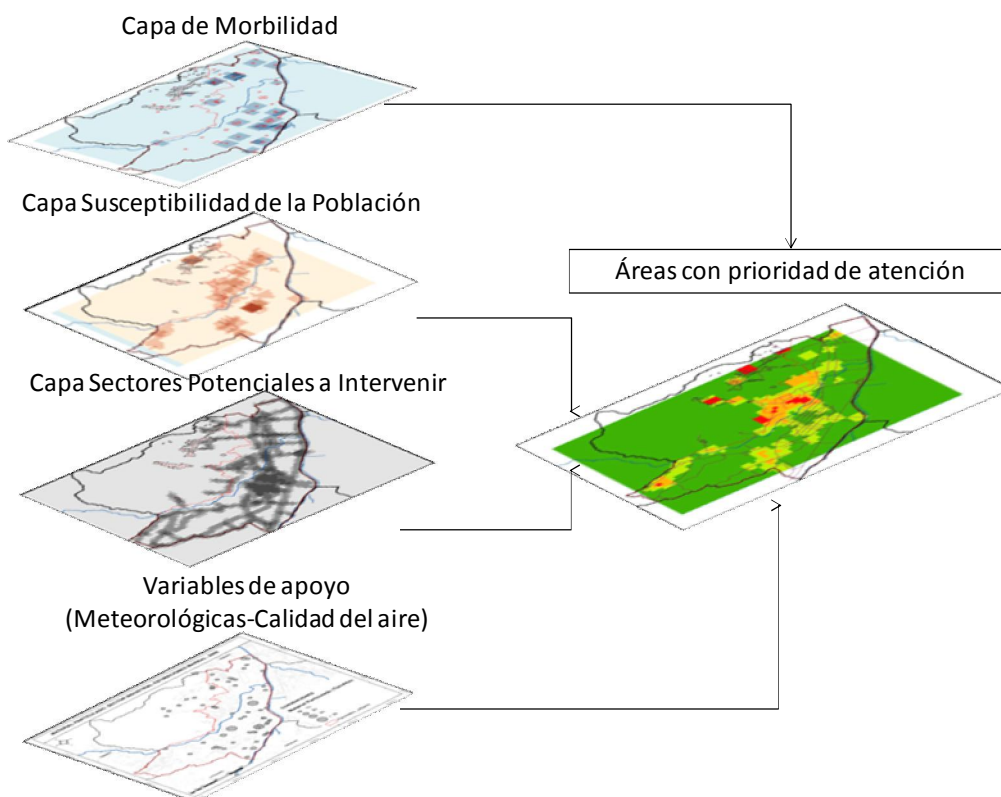 Capa de Morbilidad
Capa Susceptibilidad de la Población
Áreas con prioridad de atención
Capa Sectores Potenciales a Intervenir
Variables de apoyo
(Meteorológicas-Calidad del aire)